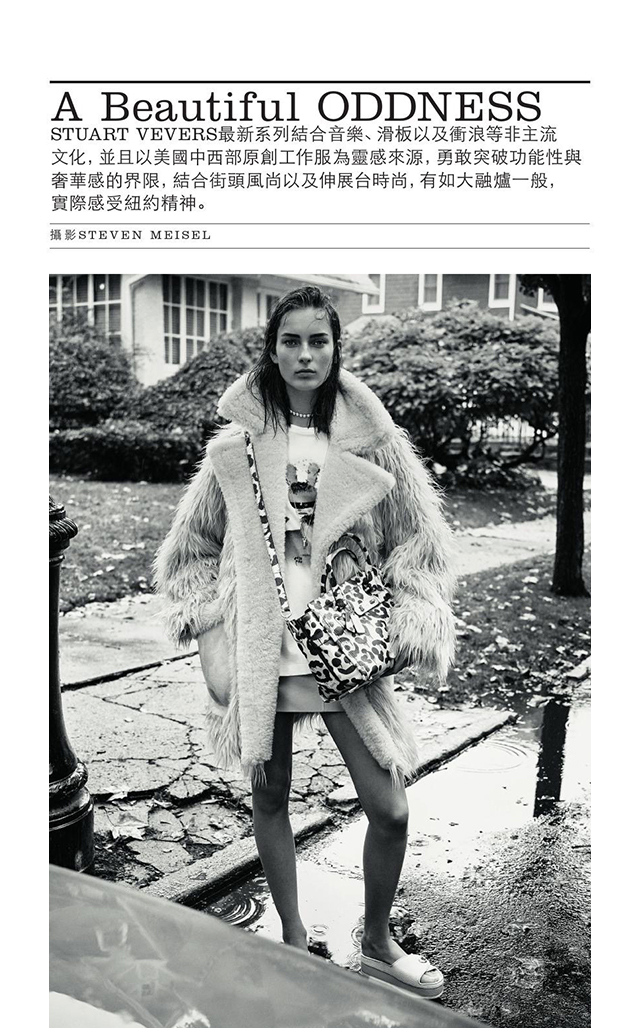 A Beautiful ODDNESS
STUART VEVERS最新系列結合音樂、滑板以及衝浪等非主流
文化, 並且以美國中西部原創工作服為靈感來源, 勇敢突破功能性與
奢華感的界限, 結合街頭風尚以及伸展台時尚, 有如大融爐一般,
實際感受紐約精神。
攝影STEVEN MEISEL